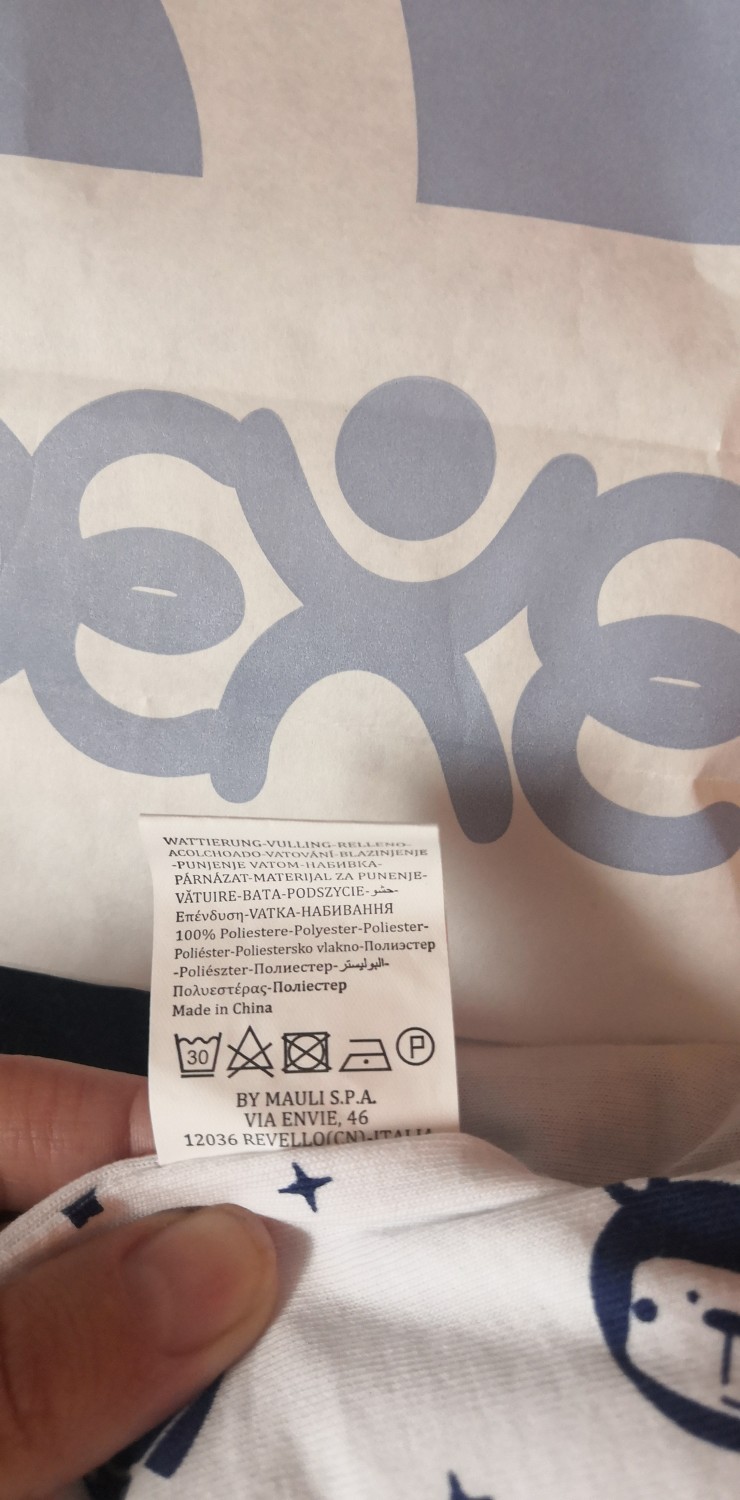 WATTIERUNG-VULLING-RELLENO-
ACOLCHOADO-VATOVÁNÍ-BLAZINJENJE
-PUNJENJE VATOM-НАБИВКА-
PÁRNÁZAT-MATERIJAL ZA PUNENJE-
VĂTUIRE-BATA-PODSZYCIE-حشو-
Επένδυση-VATKA-НАБИВАННЯ
100% Poliestere-Polyester-Poliester-
Poliéster-Poliestersko vlakno-Полиэстер
-Poliészter-Полиестер-البوليستر-
Πολυεστέρας-Поліестер
Made in China
30 P
BY MAULI S.P.A.
VIA ENVIE, 46
12036 REVELLO(CN)-ITALIA